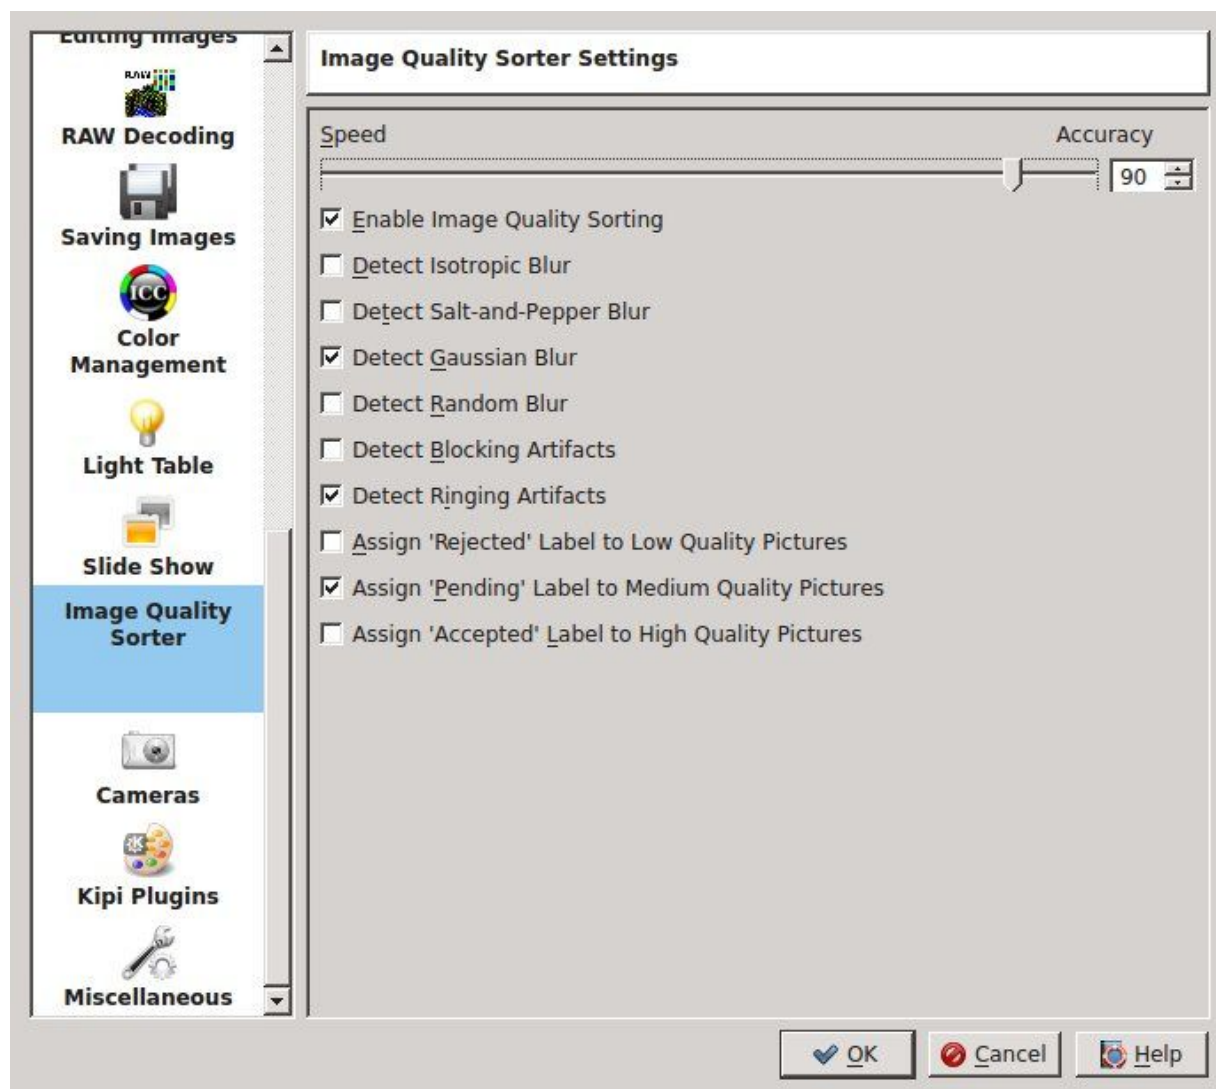 Editing Images
RAW
RAW Decoding
Saving Images
ICC
Color
Management
Light Table
Slide Show
Image Quality
Sorter
Cameras
K
Kipi Plugins
Miscellaneous
Image Quality Sorter Settings
Speed Accuracy
90
Enable Image Quality Sorting
Detect Isotropic Blur
Detect Salt-and-Pepper Blur
Detect Gaussian Blur
Detect Random Blur
Detect Blocking Artifacts
Detect Ringing Artifacts
Assign 'Rejected' Label to Low Quality Pictures
Assign 'Pending' Label to Medium Quality Pictures
Assign 'Accepted' Label to High Quality Pictures
OK Cancel Help